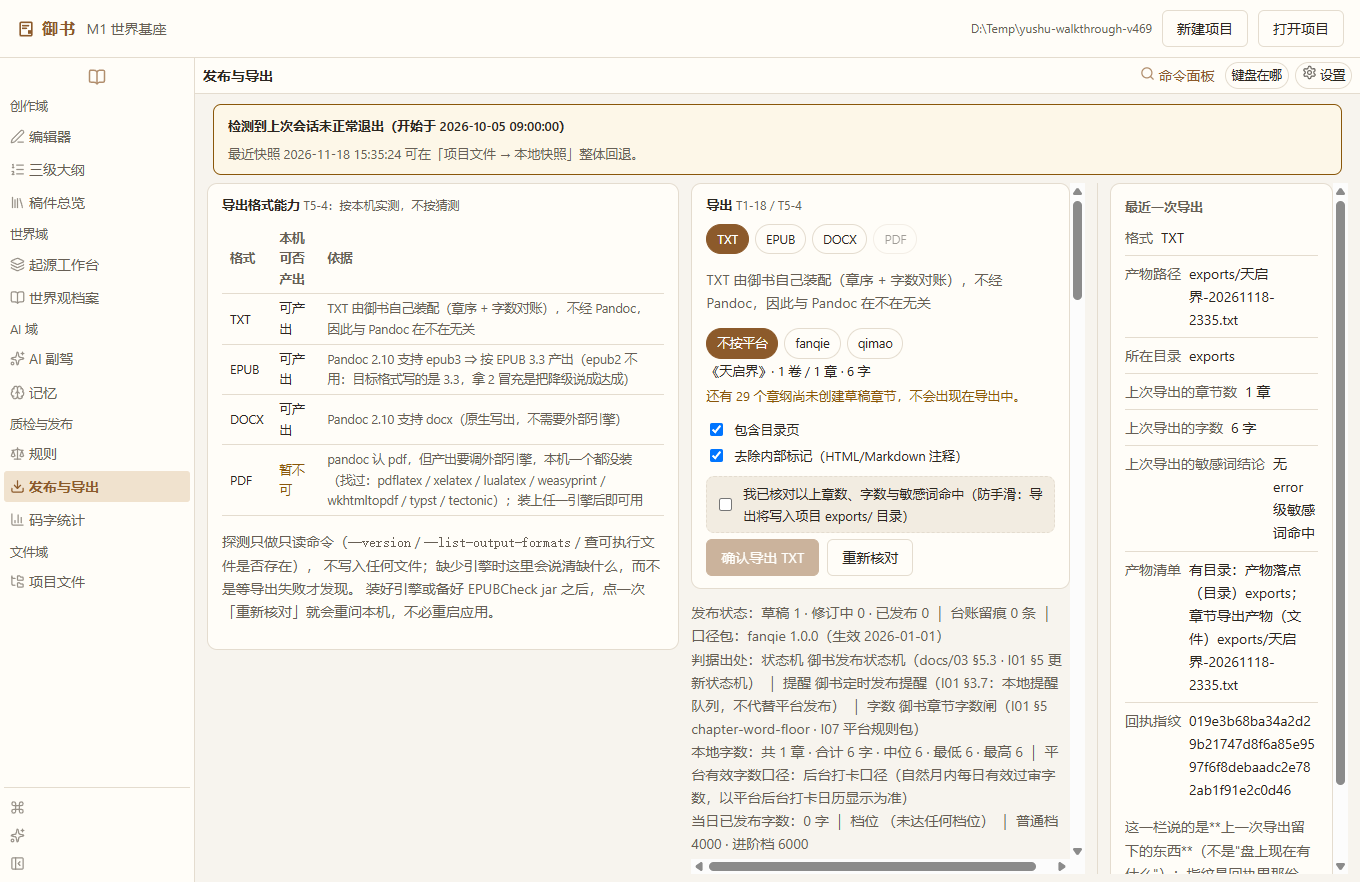 御书 M1 世界基座
D:\Temp\yushu-walkthrough-v469 新建项目 打开项目
创作域
编辑器
三级大纲
稿件总览
世界域
起源工作台
世界观档案
AI 域
AI 副驾
记忆
质检与发布
规则
发布与导出
码字统计
文件域
项目文件
发布与导出
命令面板 键盘在哪 设置
检测到上次会话未正常退出（开始于 2026-10-05 09:00:00）
最近快照 2026-11-18 15:35:24 可在「项目文件 → 本地快照」整体回退。
导出格式能力 T5-4：按本机实测，不按猜测
格式 本机可否产出 依据
TXT 可产出 TXT 由御书自己装配（章序 + 字数对账），不经 Pandoc，
因此与 Pandoc 在不在无关
EPUB 可产出 Pandoc 2.10 支持 epub3 ⇒ 按 EPUB 3.3 产出（epub2 不
用：目标格式写的是 3.3，拿 2 冒充是把降级说成达成）
DOCX 可产出 Pandoc 2.10 支持 docx（原生写出，不需要外部引擎）
PDF 暂不可 pandoc 认 pdf，但产出要调外部引擎，本机一个都没装
（找过：pdflatex / xelatex / lualatex / weasyprint /
wkhtmltopdf / typst / tectonic）；装上任一引擎后即可用
探测只做只读命令（--version / --list-output-formats / 查可执行文
件是否存在），不写入任何文件；缺少引擎时这里会说清缺什么，而不
是等导出失败才发现。 装好引擎或备好 EPUBCheck jar 之后，点一次
「重新核对」就会重问本机，不必重启应用。
导出 T1-18 / T5-4
TXT EPUB DOCX PDF
TXT 由御书自己装配（章序 + 字数对账），不经
Pandoc，因此与 Pandoc 在不在无关
不按平台 fanqie qimao
《天启界》· 1 卷 / 1 章 · 6 字
还有 29 个章纲尚未创建草稿章节，不会出现在导出中。
包含目录页
去除内部标记（HTML/Markdown 注释）
我已核对以上章数、字数与敏感词命中（防手滑：导
出将写入项目 exports/ 目录）
确认导出 TXT 重新核对
发布状态：草稿 1 · 修订中 0 · 已发布 0 ｜ 台账留痕 0 条 ｜
口径包：fanqie 1.0.0（生效 2026-01-01）
判据出处：状态机 御书发布状态机（docs/03 §5.3 · I01 §5 更
新状态机） ｜ 提醒 御书定时发布提醒（I01 §3.7：本地提醒
队列，不代替平台发布） ｜ 字数 御书章节字数闸（I01 §5
chapter-word-floor · I07 平台规则包）
本地字数：共 1 章 · 合计 6 字 · 中位 6 · 最低 6 · 最高 6 ｜ 平
台有效字数口径：后台打卡口径（自然月内每日有效过审字
数，以平台后台打卡日历显示为准）
当日已发布字数：0 字 ｜ 档位 （未达任何档位） ｜ 普通档
4000 · 进阶档 6000
最近一次导出
格式 TXT
产物路径 exports/天启
界-20261118-
2335.txt
所在目录 exports
上次导出的章节数 1 章
上次导出的字数 6 字
上次导出的敏感词结论 无
error
级敏感
词命中
产物清单 有目录：产物落点
（目录）exports；
章节导出产物（文
件）exports/天启
界-20261118-
2335.txt
回执指纹 019e3b68ba34a2d2
9b21747d8f6a85e95
97f6f8debaadc2e78
2ab1f91e2c0d46
这一栏说的是**上一次导出留
下的东西**（不是"盘上现在有
什么"）；指纹是回执里那份